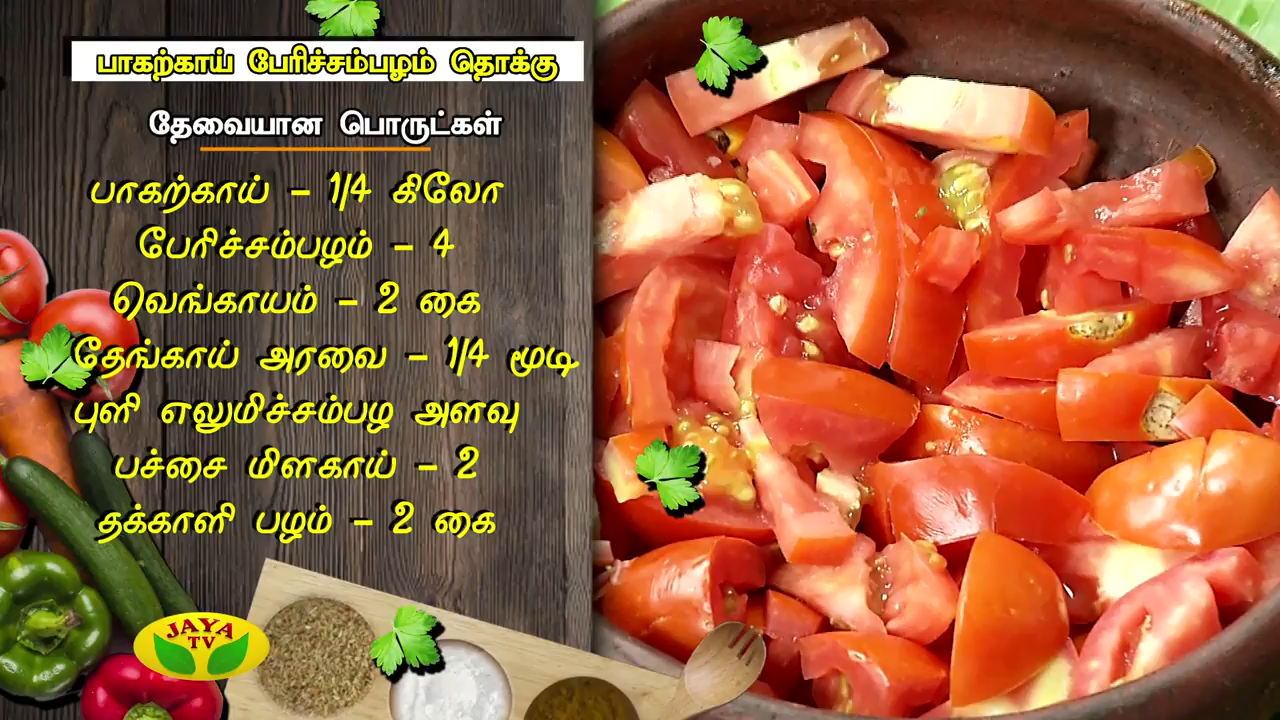 பாகற்காய் பேரிச்சம்பழம் தொக்கு
தேவையான பொருட்கள்
பாகற்காய் - 1/4 கிலோ
பேரிச்சம்பழம் - 4
வெங்காயம் - 2 கை
தேங்காய் அரவை - 1/4 மூடி
புளி எலுமிச்சம்பழ அளவு
பச்சை மிளகாய் - 2
தக்காளி பழம் - 2 கை
JAYA
TV
JAYA